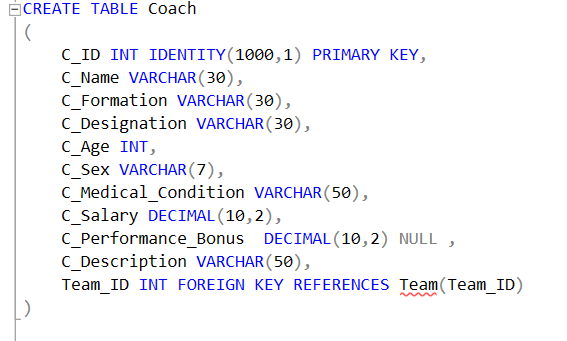 CREATE TABLE Coach
(
C_ID INT IDENTITY(1000,1) PRIMARY KEY,
C_Name VARCHAR(30),
C_Formation VARCHAR(30),
C_Designation VARCHAR(30),
C_Age INT,
C_Sex VARCHAR(7),
C_Medical_Condition VARCHAR(50),
C_Salary DECIMAL(10,2),
C_Performance_Bonus  DECIMAL(10,2) NULL ,
C_Description VARCHAR(50),
Team_ID INT FOREIGN KEY REFERENCES Team(Team_ID)
)